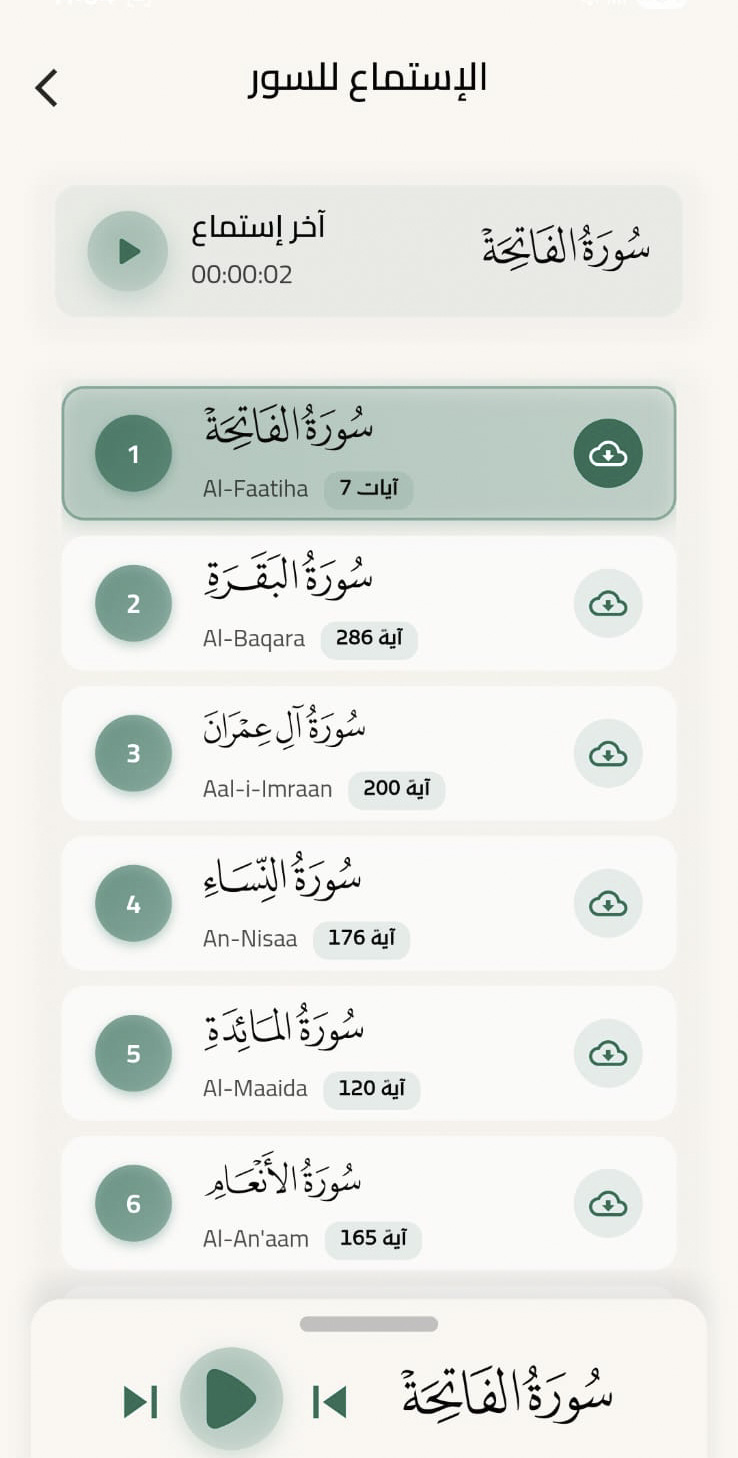 الإستماع للسور
آخر إستماع
00:00:02
سُورَةُ الفَاتِحَةِ
1
سُورَةُ الفَاتِحَةِ
Al-Faatiha
7 آيات
2
سُورَةُ البَقَرَةِ
Al-Baqara
286 آية
3
سُورَةُ آلِ عِمْرَانَ
Aal-i-Imraan
200 آية
4
سُورَةُ النِّسَاءِ
An-Nisaa
176 آية
5
سُورَةُ المَائِدَةِ
Al-Maaida
120 آية
6
سُورَةُ الأَنْعَامِ
Al-An'aam
165 آية
سُورَةُ الفَاتِحَةِ